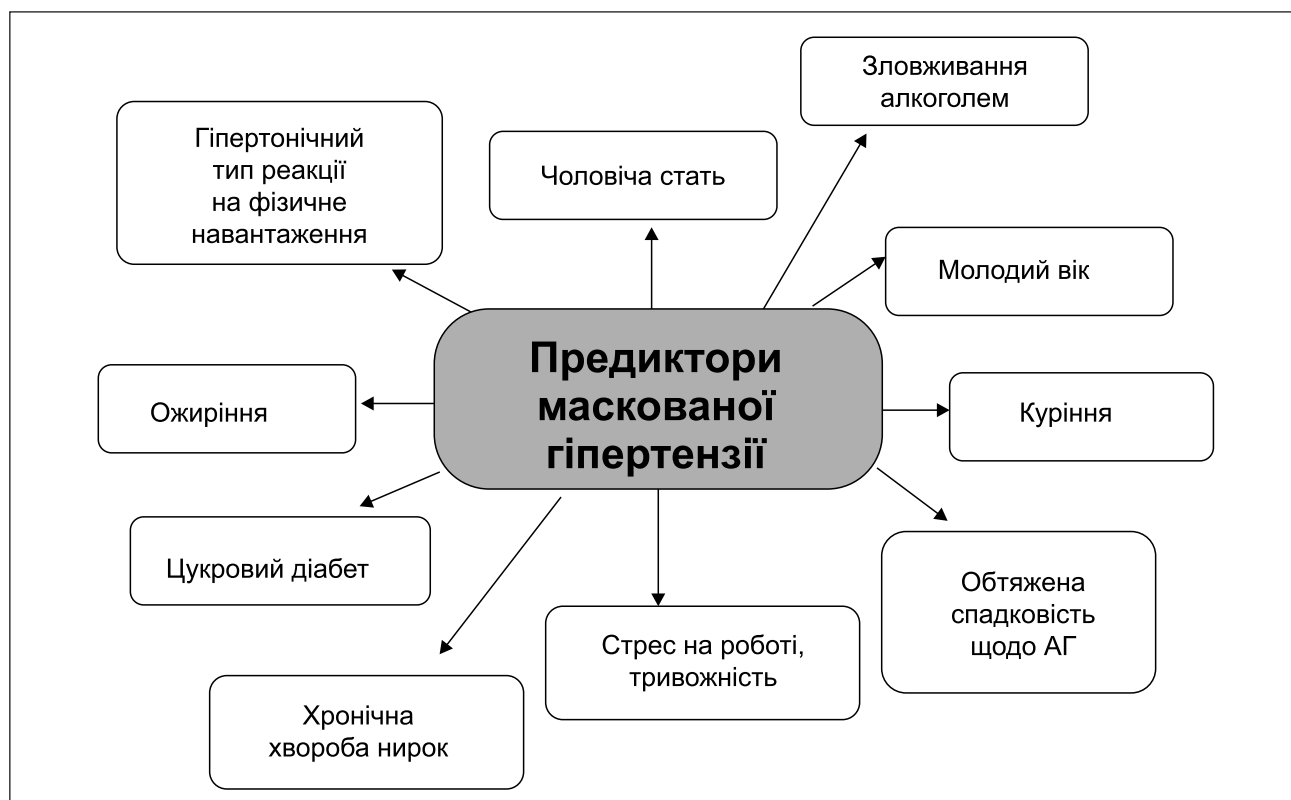 Зловживання
алкоголем
Гіпертонічний
тип реакції
на фізичне
навантаження
Чоловіча стать
Молодий вік
Предиктори
маскованої
гіпертензії
Ожиріння
Куріння
Цукровий діабет
Обтяжена
спадковість
щодо АГ
Стрес на роботі,
тривожність
Хронічна
хвороба нирок